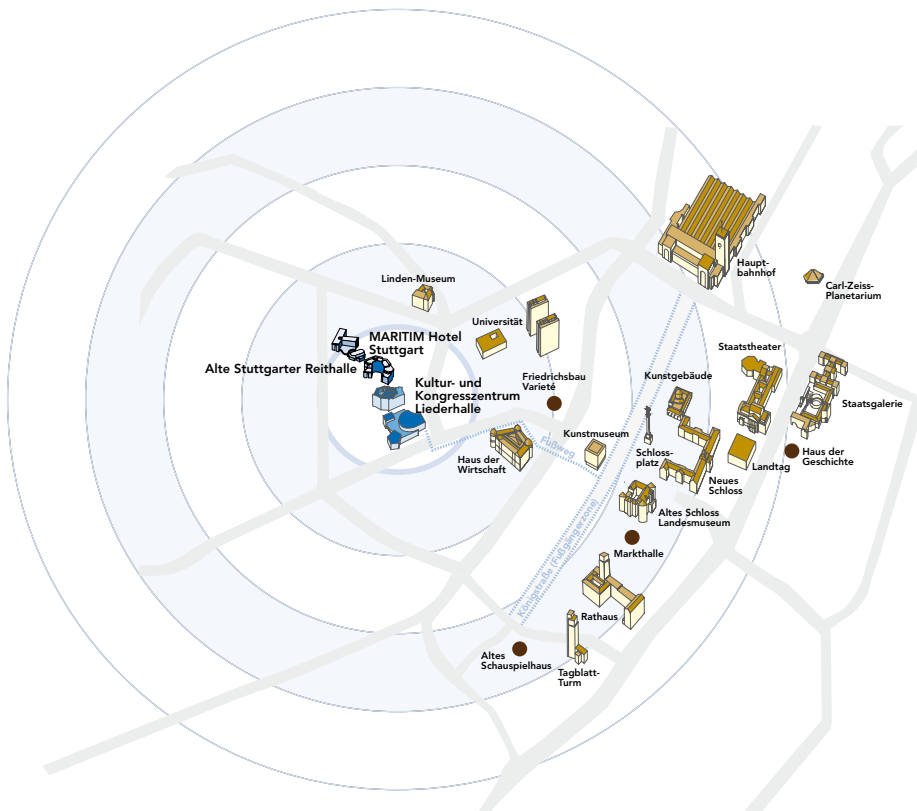 Haupt-
bahnhof
Carl-Zeiss-
Planetarium
Linden-Museum
Universität
MARITIM Hotel
Stuttgart
Staatstheater
Alte Stuttgarter Reithalle
Friedrichsbau
Varieté
Kunstgebäude
Kultur- und
Kongresszentrum
Liederhalle
Staatsgalerie
Kunstmuseum
Fußweg
Haus der
Wirtschaft
Schloss-
platz
Haus der
Geschichte
Landtag
Neues
Schloss
Altes Schloss
Landesmuseum
Markthalle
Königstraße (Fußgängerzone)
Rathaus
Altes
Schauspielhaus
Tagblatt-
Turm